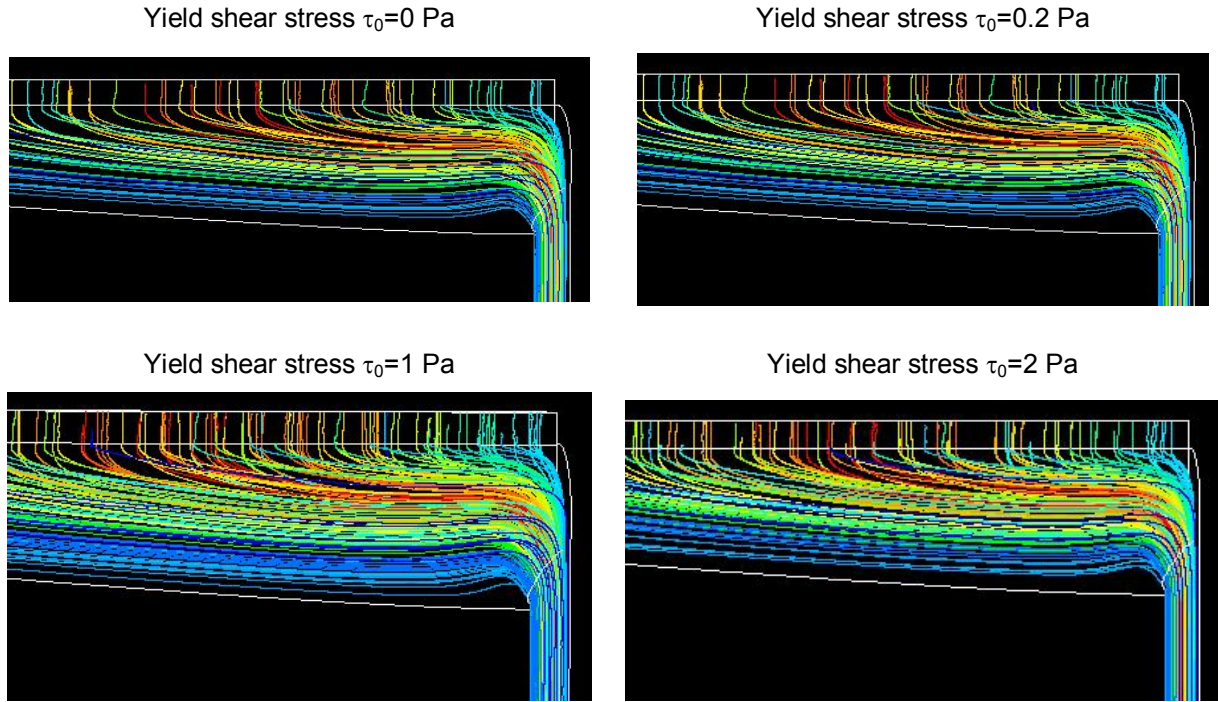 Yield shear stress τ0=0 Pa
Yield shear stress τ0=0.2 Pa
Yield shear stress τ0=1 Pa
Yield shear stress τ0=2 Pa